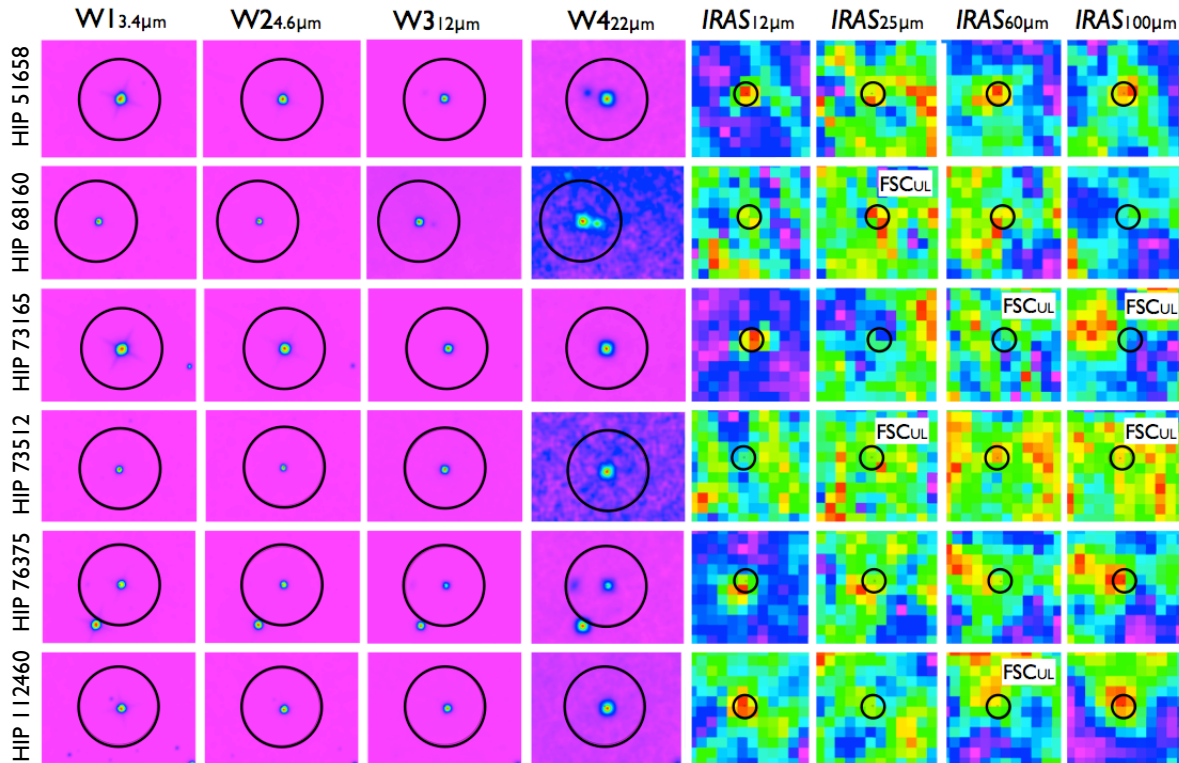 W1 3.4μm W2 4.6μm W3 12μm W4 22μm IRAS 12μm IRAS 25μm IRAS 60μm IRAS 100μm
HIP 51658
HIP 68160
FSCUL
HIP 73165
FSCUL FSCUL
HIP 73512
FSCUL FSCUL
HIP 76375
HIP 112460
FSCUL